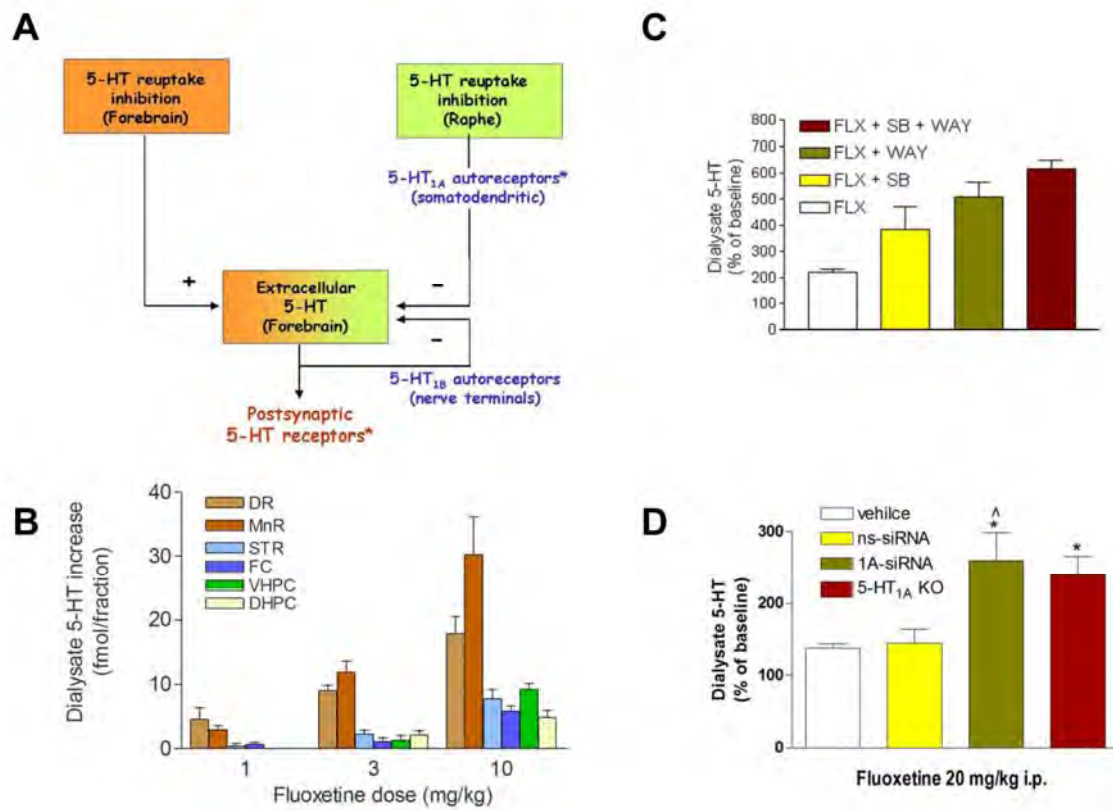 A
5-HT reuptake
inhibition
(Forebrain)
5-HT reuptake
inhibition
(Raphe)
5-HT1A autoreceptors*
(somatodendritic)
+
−
Extracellular
5-HT
(Forebrain)
−
5-HT1B autoreceptors
(nerve terminals)
Postsynaptic
5-HT receptors*
B
Dialysate 5-HT increase
(fmol/fraction)
40
30
20
10
0
DR
MnR
STR
FC
VHPC
DHPC
1 3 10
Fluoxetine dose (mg/kg)
C
Dialysate 5-HT
(% of baseline)
800
700
600
500
400
300
200
100
0
FLX + SB + WAY
FLX + WAY
FLX + SB
FLX
D
Dialysate 5-HT
(% of baseline)
300
200
100
0
vehilce
ns-siRNA
1A-siRNA
5-HT1A KO
^
*
*
Fluoxetine 20 mg/kg i.p.